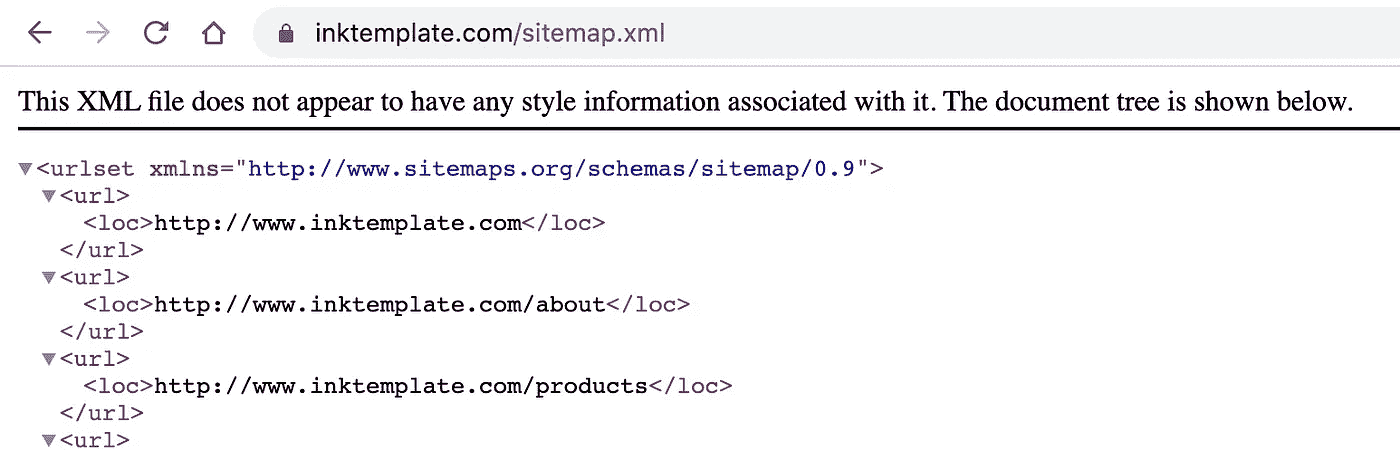 inktemplate.com/sitemap.xml
This XML file does not appear to have any style information associated with it. The document tree is shown below.
<urlset xmlns="http://www.sitemaps.org/schemas/sitemap/0.9">
<url>
<loc>http://www.inktemplate.com</loc>
</url>
<url>
<loc>http://www.inktemplate.com/about</loc>
</url>
<url>
<loc>http://www.inktemplate.com/products</loc>
</url>
<url>